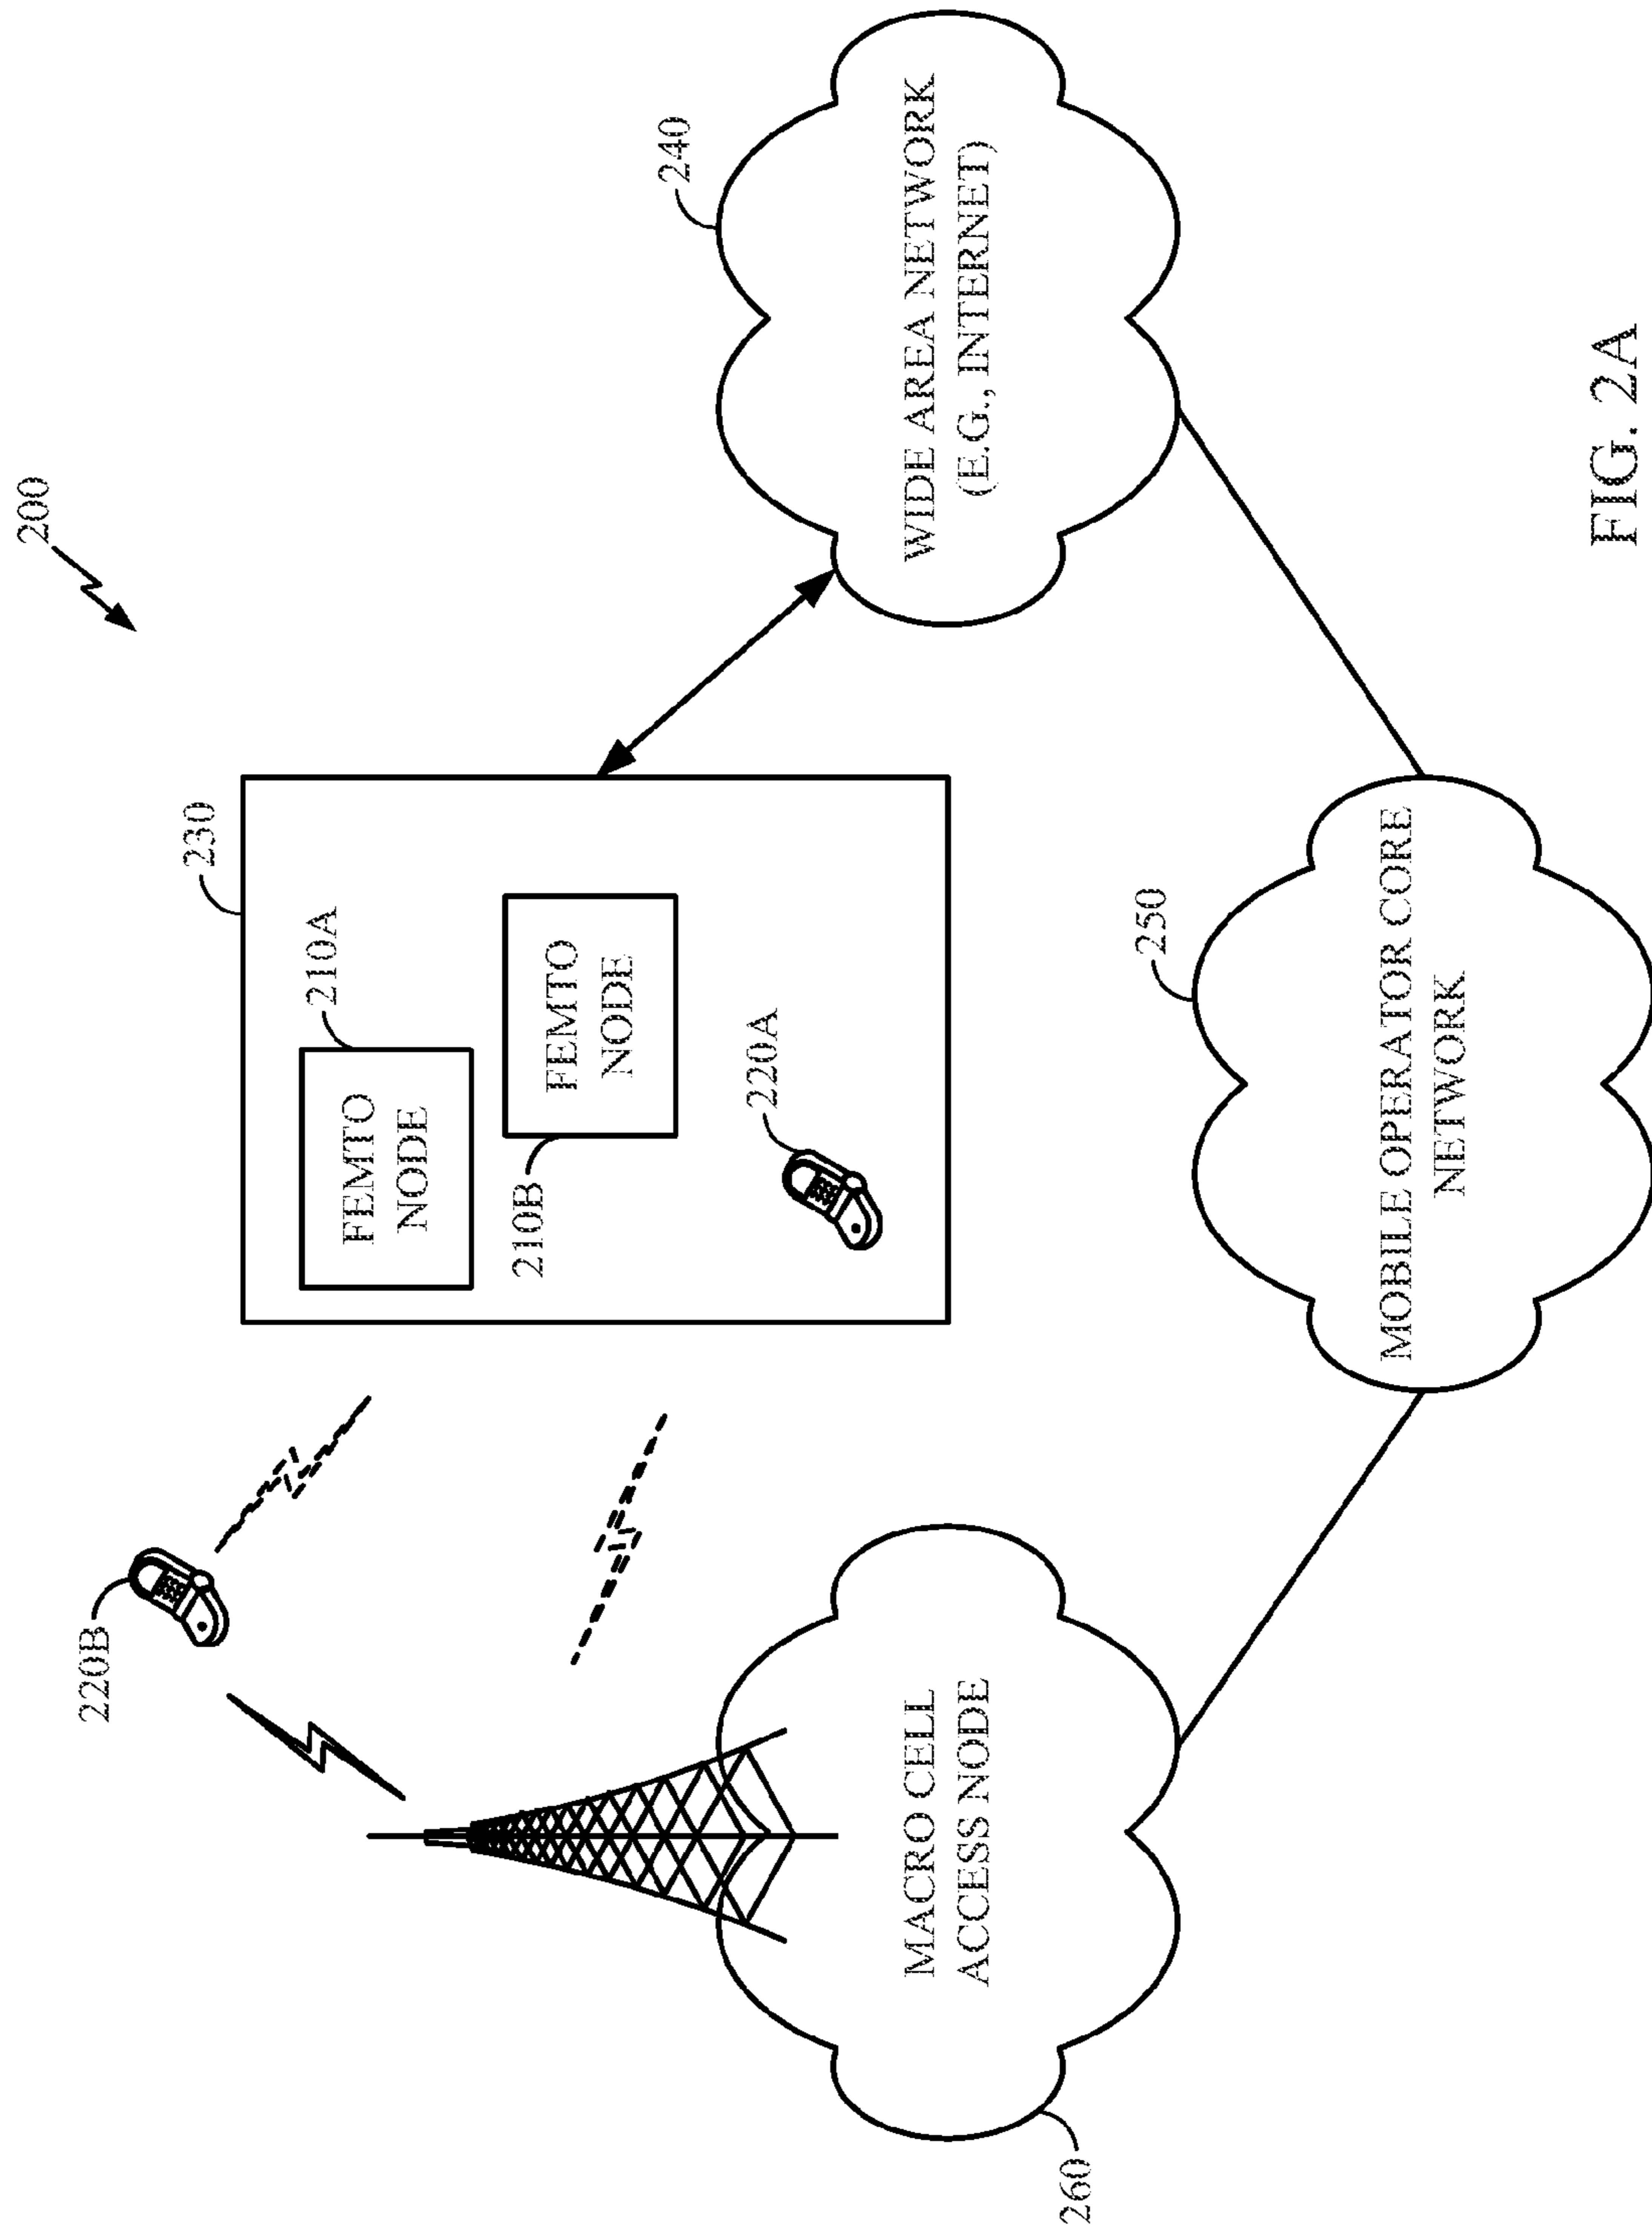 200
220B
230
210A
FEMTO
NODE
210B
FEMTO
NODE
220A
240
WIDE AREA NETWORK
(E.G., INTERNET)
MACRO CELL
ACCESS NODE
260
250
MOBILE OPERATOR CORE
NETWORK
FIG. 2A